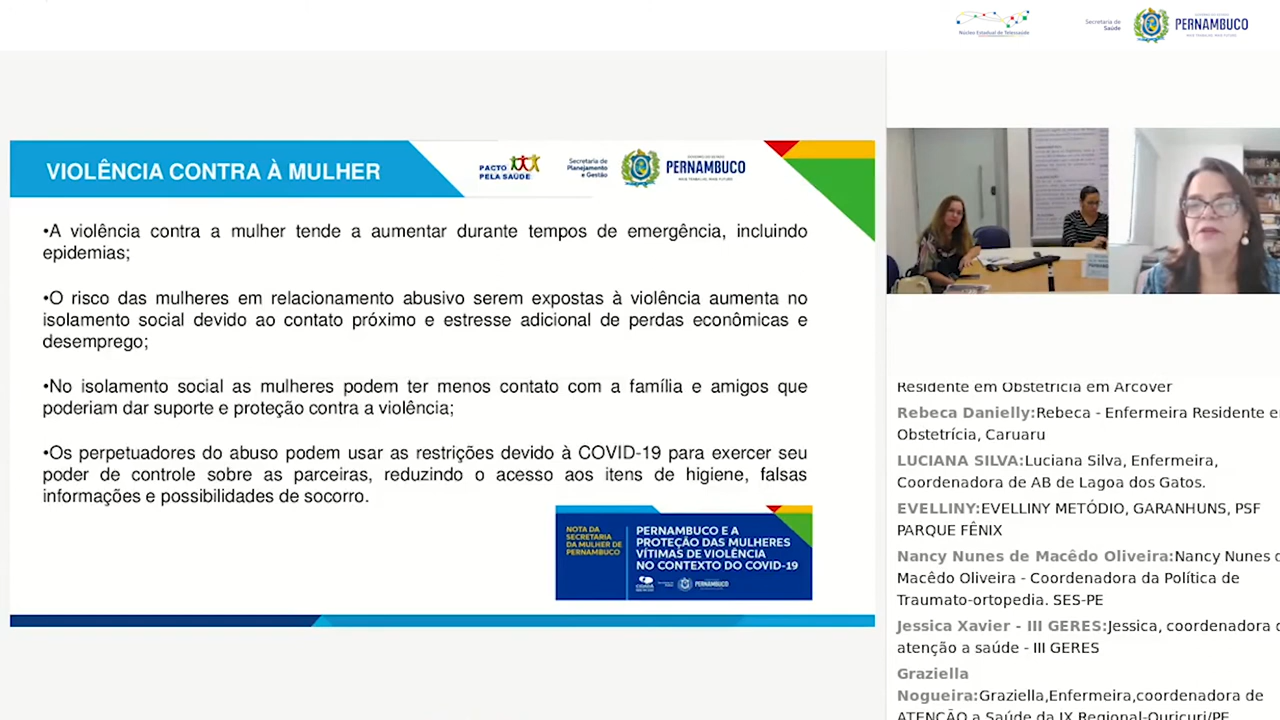 Núcleo Estadual de Telessaúde
Secretaria de
Saúde
PERNAMBUCO
VIOLÊNCIA CONTRA À MULHER
PACTO
PELA SAÚDE
Secretaria de
Planejamento
e Gestão
PERNAMBUCO
•A violência contra a mulher tende a aumentar durante tempos de emergência, incluindo
epidemias;
•O risco das mulheres em relacionamento abusivo serem expostas à violência aumenta no
isolamento social devido ao contato próximo e estresse adicional de perdas econômicas e
desemprego;
•No isolamento social as mulheres podem ter menos contato com a família e amigos que
poderiam dar suporte e proteção contra a violência;
•Os perpetuadores do abuso podem usar as restrições devido à COVID-19 para exercer seu
poder de controle sobre as parceiras, reduzindo o acesso aos itens de higiene, falsas
informações e possibilidades de socorro.
NOTA DA
SECRETARIA
DA MULHER DE
PERNAMBUCO
PERNAMBUCO E A
PROTEÇÃO DAS MULHERES
VÍTIMAS DE VIOLÊNCIA
NO CONTEXTO DO COVID-19
PERNAMBUCO
Residente em Obstetrícia em Arcover
Rebeca Danielly:Rebeca - Enfermeira Residente e
Obstetrícia, Caruaru
LUCIANA SILVA:Luciana Silva, Enfermeira,
Coordenadora de AB de Lagoa dos Gatos.
EVELLINY:EVELLINY METÓDIO, GARANHUNS, PSF
PARQUE FÊNIX
Nancy Nunes de Macêdo Oliveira:Nancy Nunes d
Macêdo Oliveira - Coordenadora da Política de
Traumato-ortopedia. SES-PE
Jessica Xavier - III GERES:Jessica, coordenadora d
atenção a saúde - III GERES
Graziella
Nogueira:Graziella,Enfermeira,coordenadora de
ATENÇÃO a Saúde da IX Regional-Ouricuri/PE